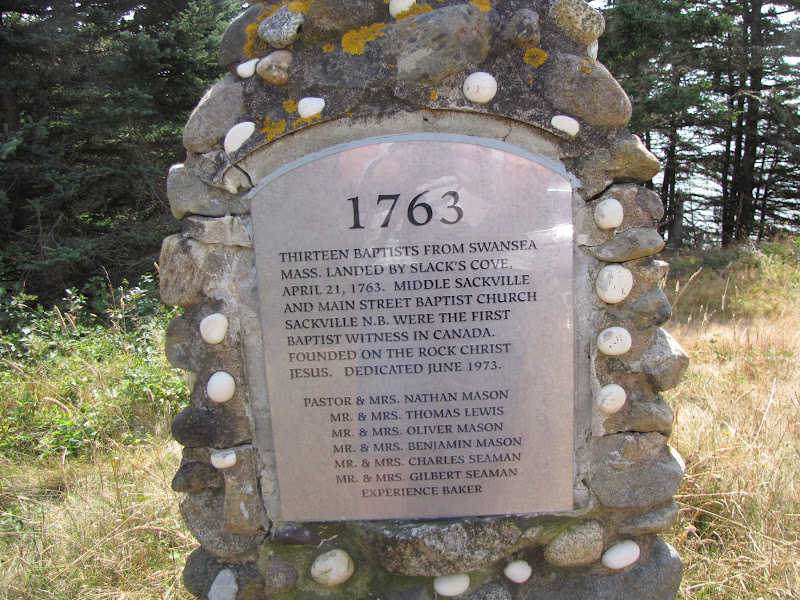 1763
THIRTEEN BAPTISTS FROM SWANSEA
MASS. LANDED BY SLACK'S COVE,
APRIL 21, 1763. MIDDLE SACKVILLE
AND MAIN STREET BAPTIST CHURCH
SACKVILLE N.B. WERE THE FIRST
BAPTIST WITNESS IN CANADA.
FOUNDED ON THE ROCK CHRIST
JESUS. DEDICATED JUNE 1973.
PASTOR & MRS. NATHAN MASON
MR. & MRS. THOMAS LEWIS
MR. & MRS. OLIVER MASON
MR. & MRS. BENJAMIN MASON
MR. & MRS. CHARLES SEAMAN
MR. & MRS. GILBERT SEAMAN
EXPERIENCE BAKER